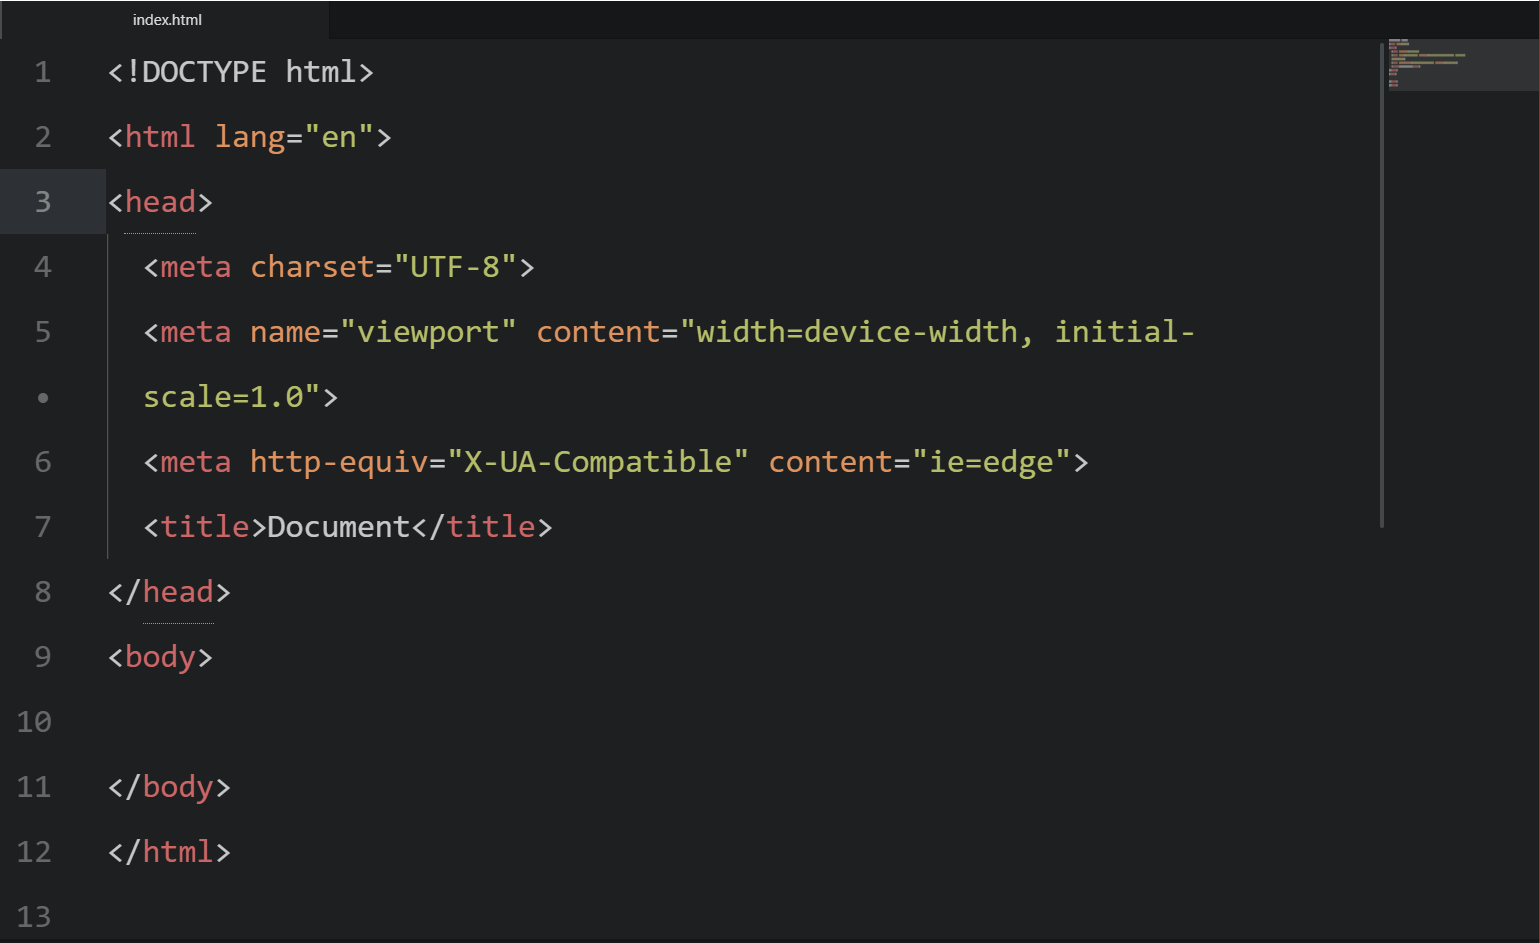 index.html
1 <!DOCTYPE html>
2 <html lang="en">
3 <head>
4 <meta charset="UTF-8">
5 <meta name="viewport" content="width=device-width, initial-
• scale=1.0">
6 <meta http-equiv="X-UA-Compatible" content="ie=edge">
7 <title>Document</title>
8 </head>
9 <body>
10
11 </body>
12 </html>
13